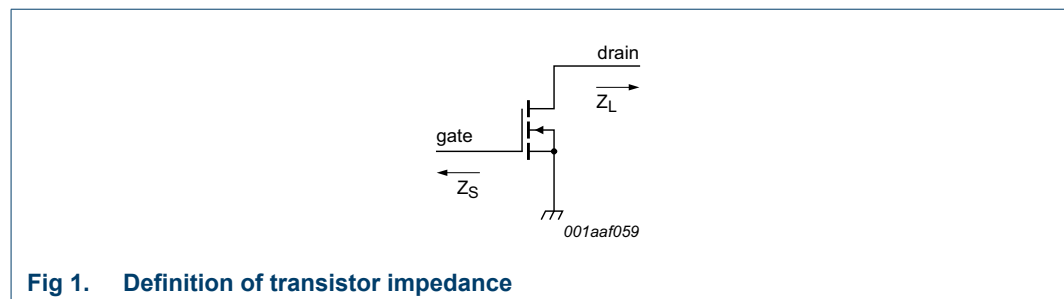 drain
Z_L
gate
Z_S
001aaf059
Fig 1. Definition of transistor impedance